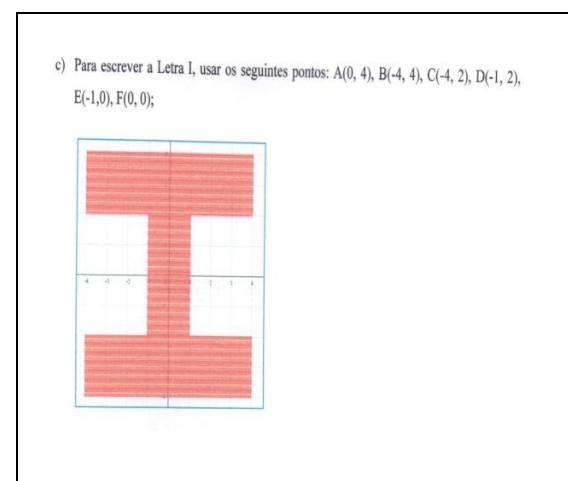 c) Para escrever a Letra I, usar os seguintes pontos: A(0, 4), B(-4, 4), C(-4, 2), D(-1, 2),
E(-1,0), F(0, 0);